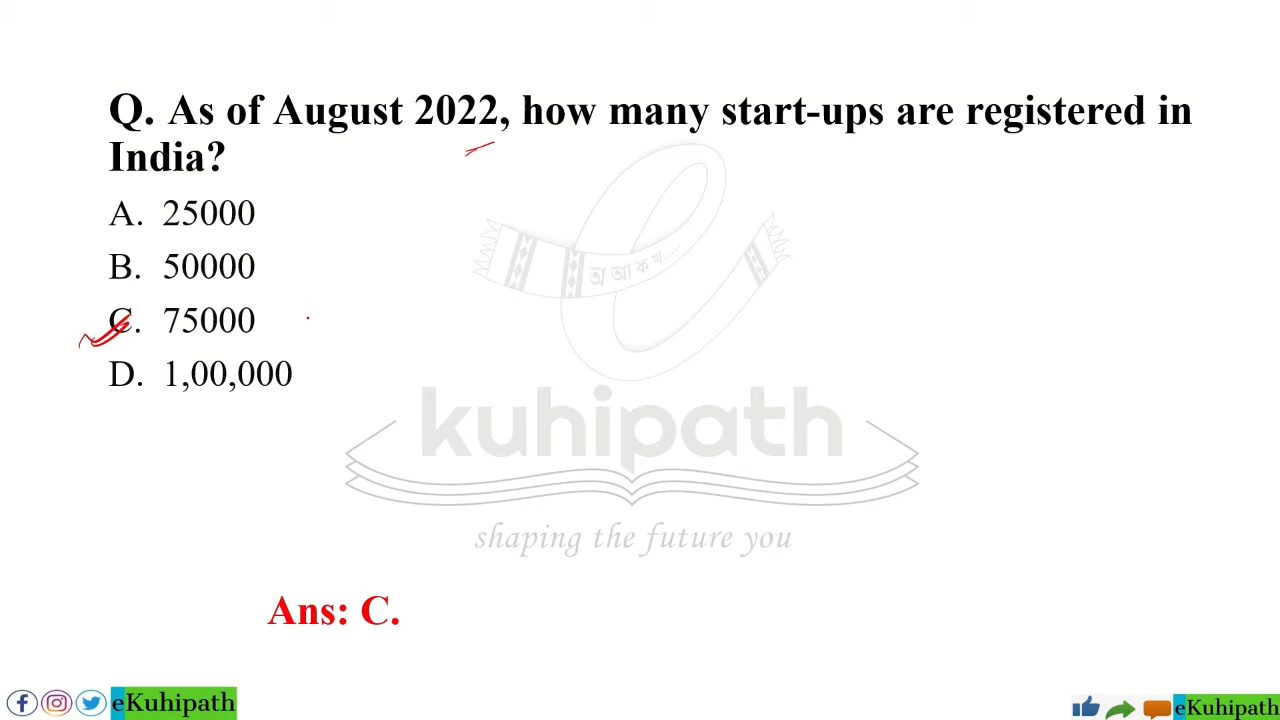 Q. As of August 2022, how many start-ups are registered in
India?
A. 25000
B. 50000
C. 75000
D. 1,00,000
অ আ ক খ.....
kuhipath
shaping the future you
Ans: C.
eKuhipath
eKuhipath